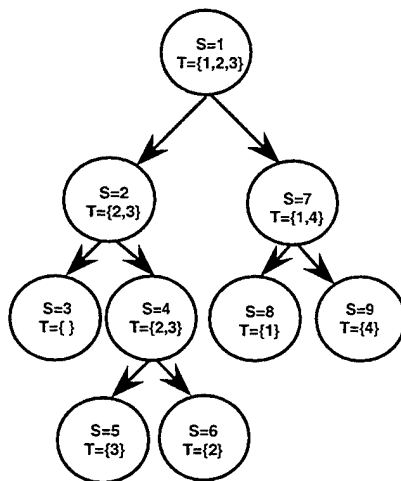 S=1
T={1,2,3}
S=2
T={2,3}
S=7
T={1,4}
S=3
T={ }
S=4
T={2,3}
S=8
T={1}
S=9
T={4}
S=5
T={3}
S=6
T={2}